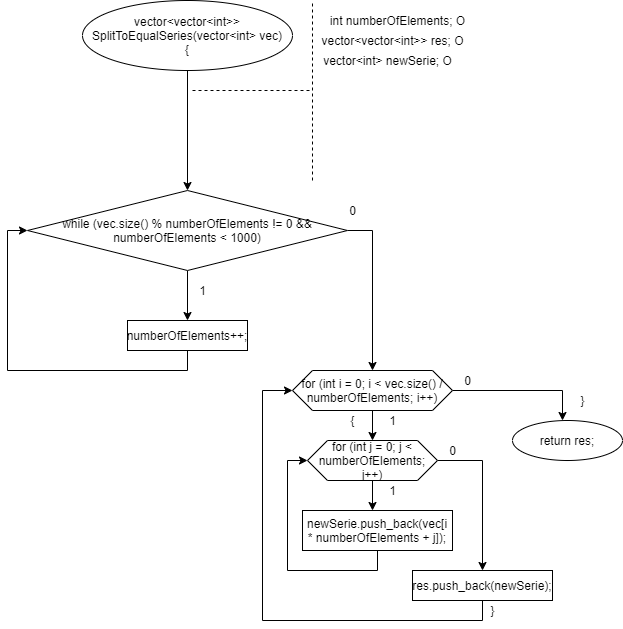 vector<vector<int>>
SplitToEqualSeries(vector<int> vec)
{
int numberOfElements; O
vector<vector<int>> res; O
vector<int> newSerie; O
while (vec.size() % numberOfElements != 0 &&
numberOfElements < 1000)
0
1
numberOfElements++;
for (int i = 0; i < vec.size() /
numberOfElements; i++)
0
}
return res;
{
1
for (int j = 0; j <
numberOfElements;
j++)
0
1
newSerie.push_back(vec[i
* numberOfElements + j]);
res.push_back(newSerie);
}